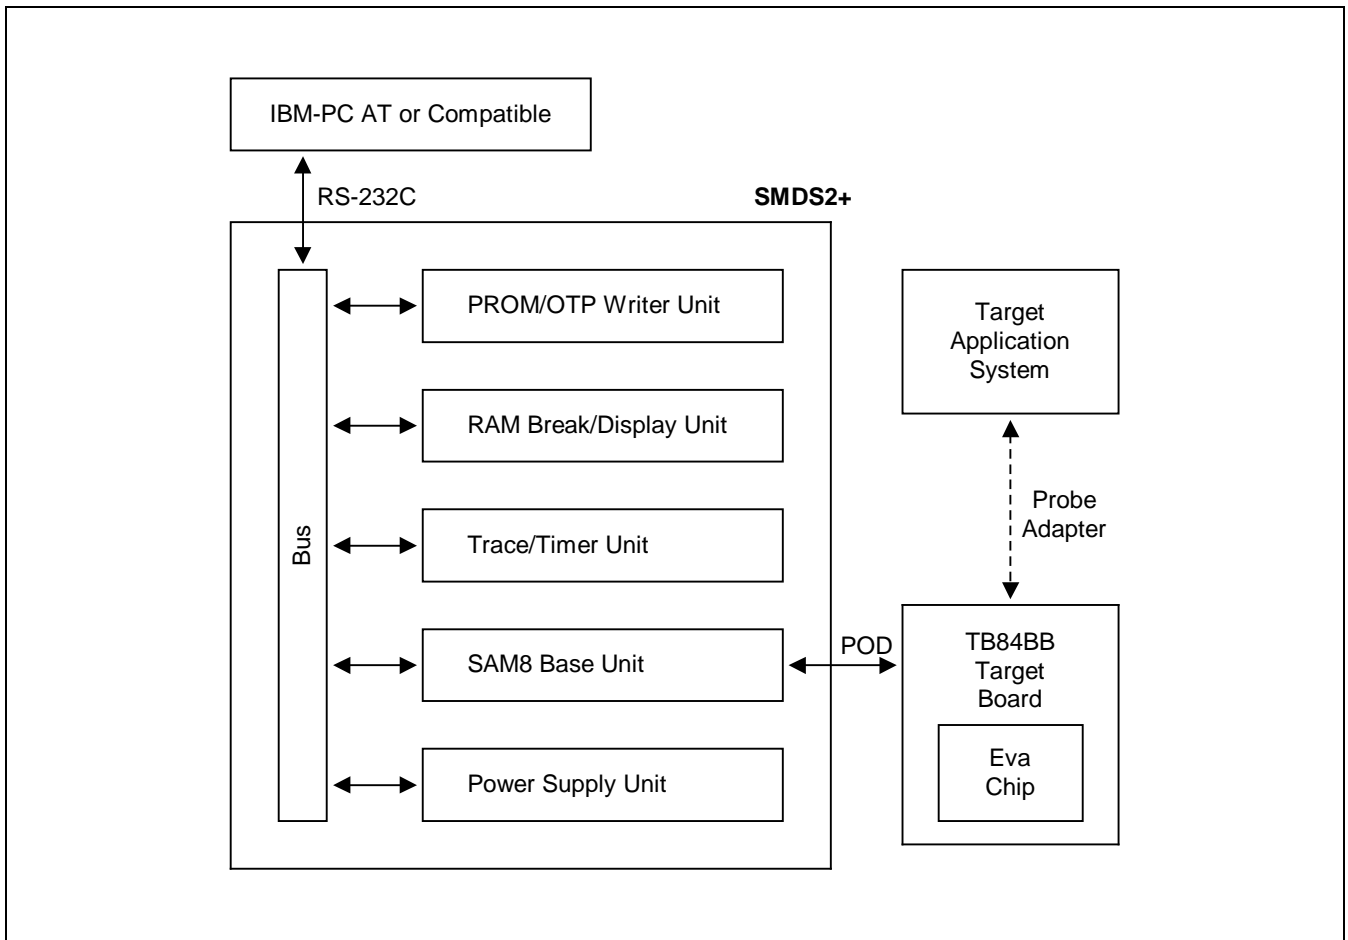 IBM-PC AT or Compatible
RS-232C
SMDS2+
Bus
PROM/OTP Writer Unit
RAM Break/Display Unit
Trace/Timer Unit
SAM8 Base Unit
Power Supply Unit
POD
Target
Application
System
Probe
Adapter
TB84BB
Target
Board
Eva
Chip